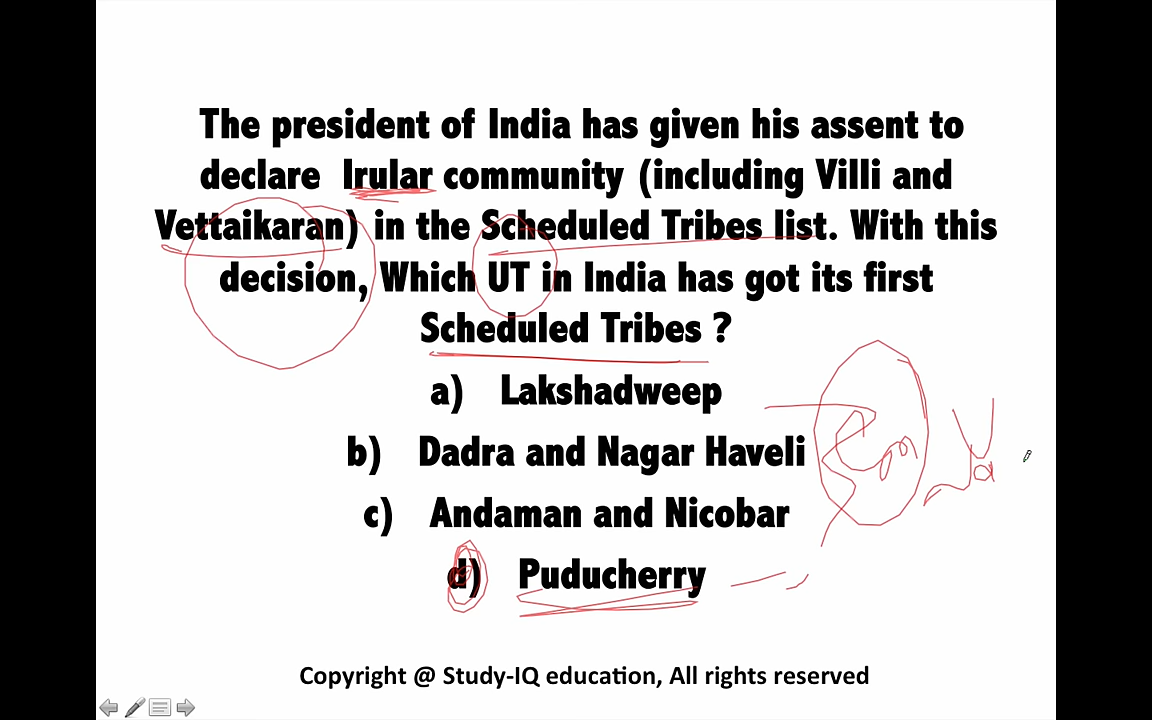 The president of India has given his assent to
declare Irular community (including Villi and
Vettaikaran) in the Scheduled Tribes list. With this
decision, Which UT in India has got its first
Scheduled Tribes ?
a) Lakshadweep
b) Dadra and Nagar Haveli
c) Andaman and Nicobar
d) Puducherry
Copyright @ Study-IQ education, All rights reserved